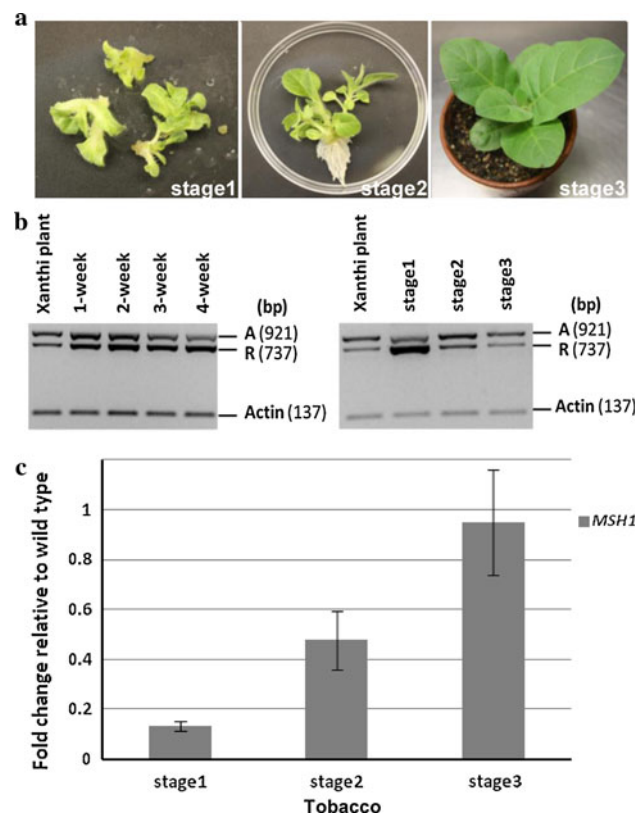 a
stage1
stage2
stage3
b
Xanthi plant
1-week
2-week
3-week
4-week
(bp)
A (921)
R (737)
Actin (137)
Xanthi plant
stage1
stage2
stage3
(bp)
A (921)
R (737)
Actin (137)
c
Fold change relative to wild type
1
0.8
0.6
0.4
0.2
0
MSH1
stage1
stage2
stage3
Tobacco